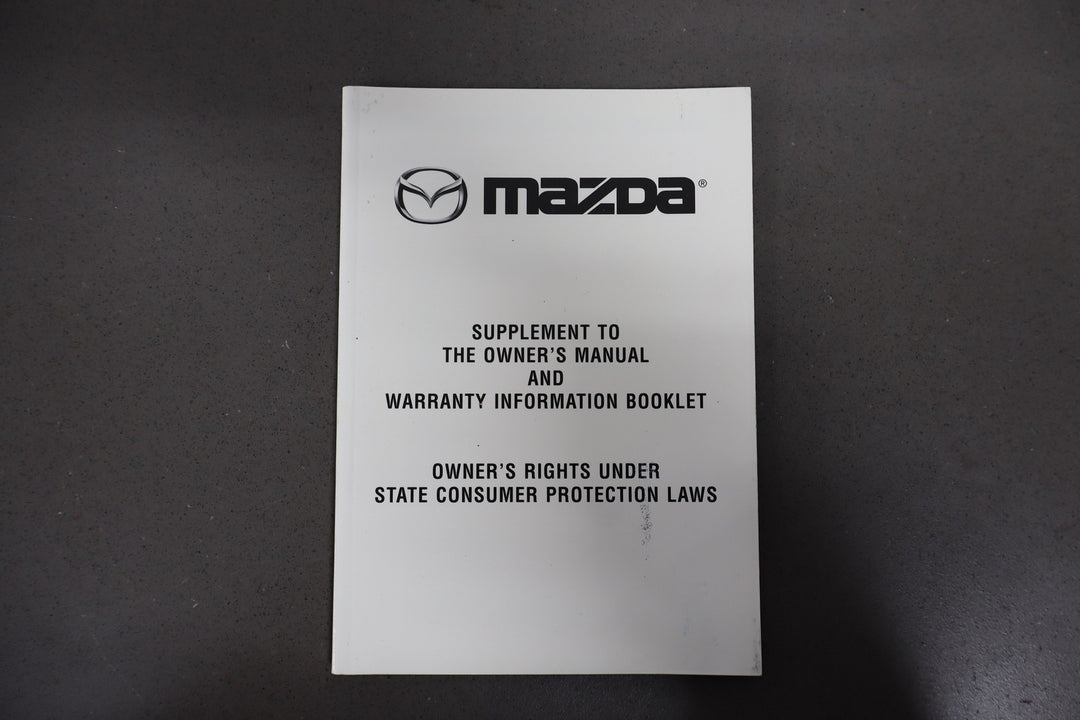 mazda®
SUPPLEMENT TO
THE OWNER'S MANUAL
AND
WARRANTY INFORMATION BOOKLET
OWNER'S RIGHTS UNDER
STATE CONSUMER PROTECTION LAWS